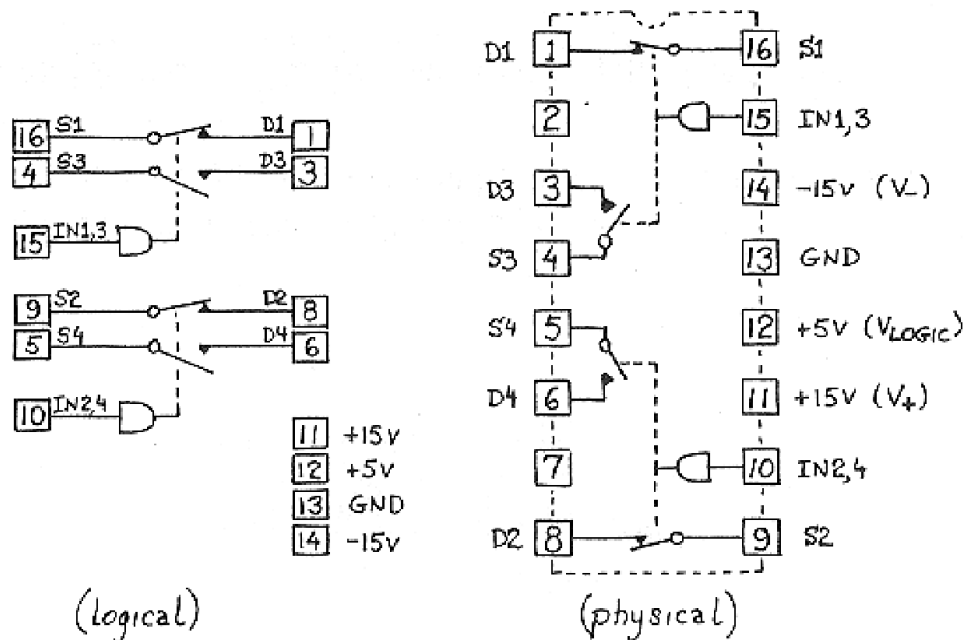 S1 D1
16 1
S3 D3
4 3
IN1,3
15
S2 D2
9 8
S4 D4
5 6
IN2,4
10
11 +15v
12 +5v
13 GND
14 -15v
(logical)
D1 1 16 S1
2 15 IN1,3
D3 3 14 -15v (V-)
S3 4 13 GND
S4 5 12 +5v (VLOGIC)
D4 6 11 +15v (V+)
7 10 IN2,4
D2 8 9 S2
(physical)